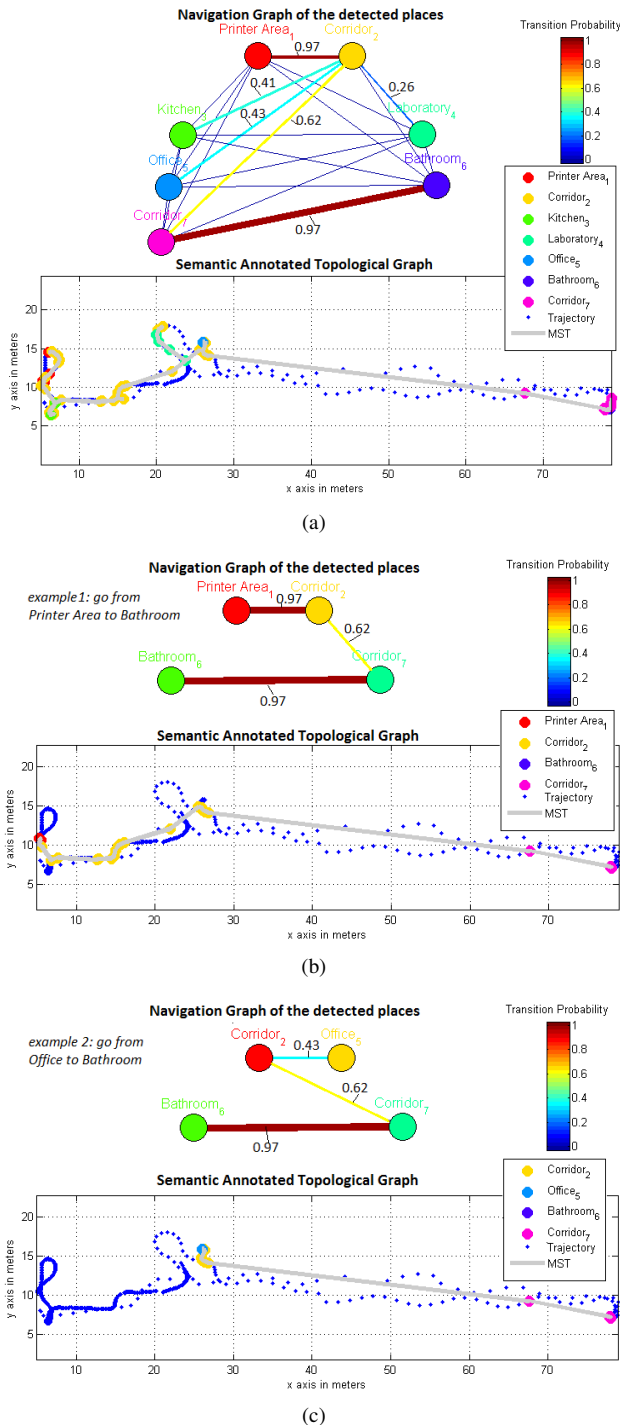 Navigation Graph of the detected places
Printer Area1
Corridor2
0.97
0.41
0.26
Kitchen3
0.43
0.62
Laboratory4
Office5
Bathroom6
Corridor7
0.97
Transition Probability
1
0.8
0.6
0.4
0.2
0
Printer Area1
Corridor2
Kitchen3
Laboratory4
Office5
Bathroom6
Corridor7
Trajectory
MST
Semantic Annotated Topological Graph
y axis in meters
20
15
10
5
10 20 30 40 50 60 70
x axis in meters
(a)
Navigation Graph of the detected places
example1: go from
Printer Area to Bathroom
Printer Area1
Corridor2
0.97
0.62
Bathroom6
Corridor7
0.97
Transition Probability
1
0.8
0.6
0.4
0.2
0
Printer Area1
Corridor2
Bathroom6
Corridor7
Trajectory
MST
Semantic Annotated Topological Graph
y axis in meters
20
15
10
5
10 20 30 40 50 60 70
x axis in meters
(b)
Navigation Graph of the detected places
example 2: go from
Office to Bathroom
Corridor2
Office5
0.43
0.62
Bathroom6
Corridor7
0.97
Transition Probability
1
0.8
0.6
0.4
0.2
0
Corridor2
Office5
Bathroom6
Corridor7
Trajectory
MST
Semantic Annotated Topological Graph
y axis in meters
20
15
10
5
10 20 30 40 50 60 70
x axis in meters
(c)